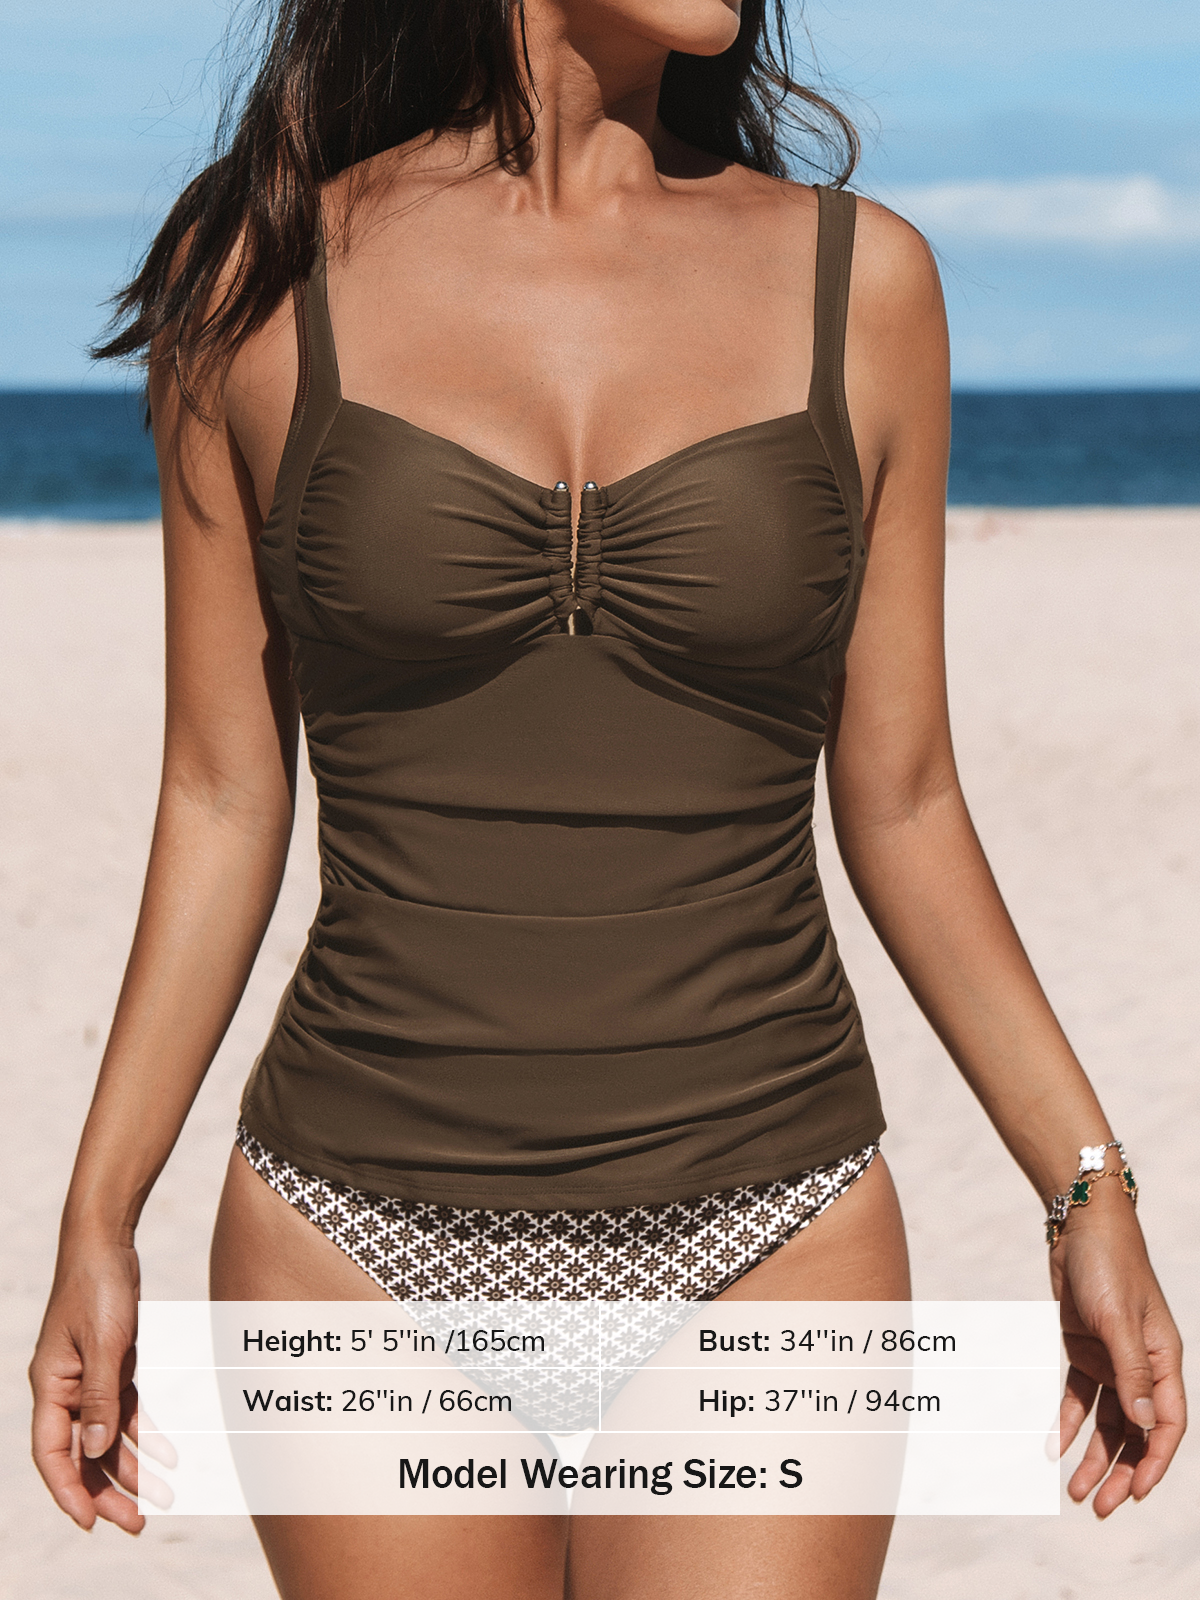 Height: 5' 5''in /165cm
Bust: 34''in / 86cm
Waist: 26''in / 66cm
Hip: 37''in / 94cm
Model Wearing Size: S